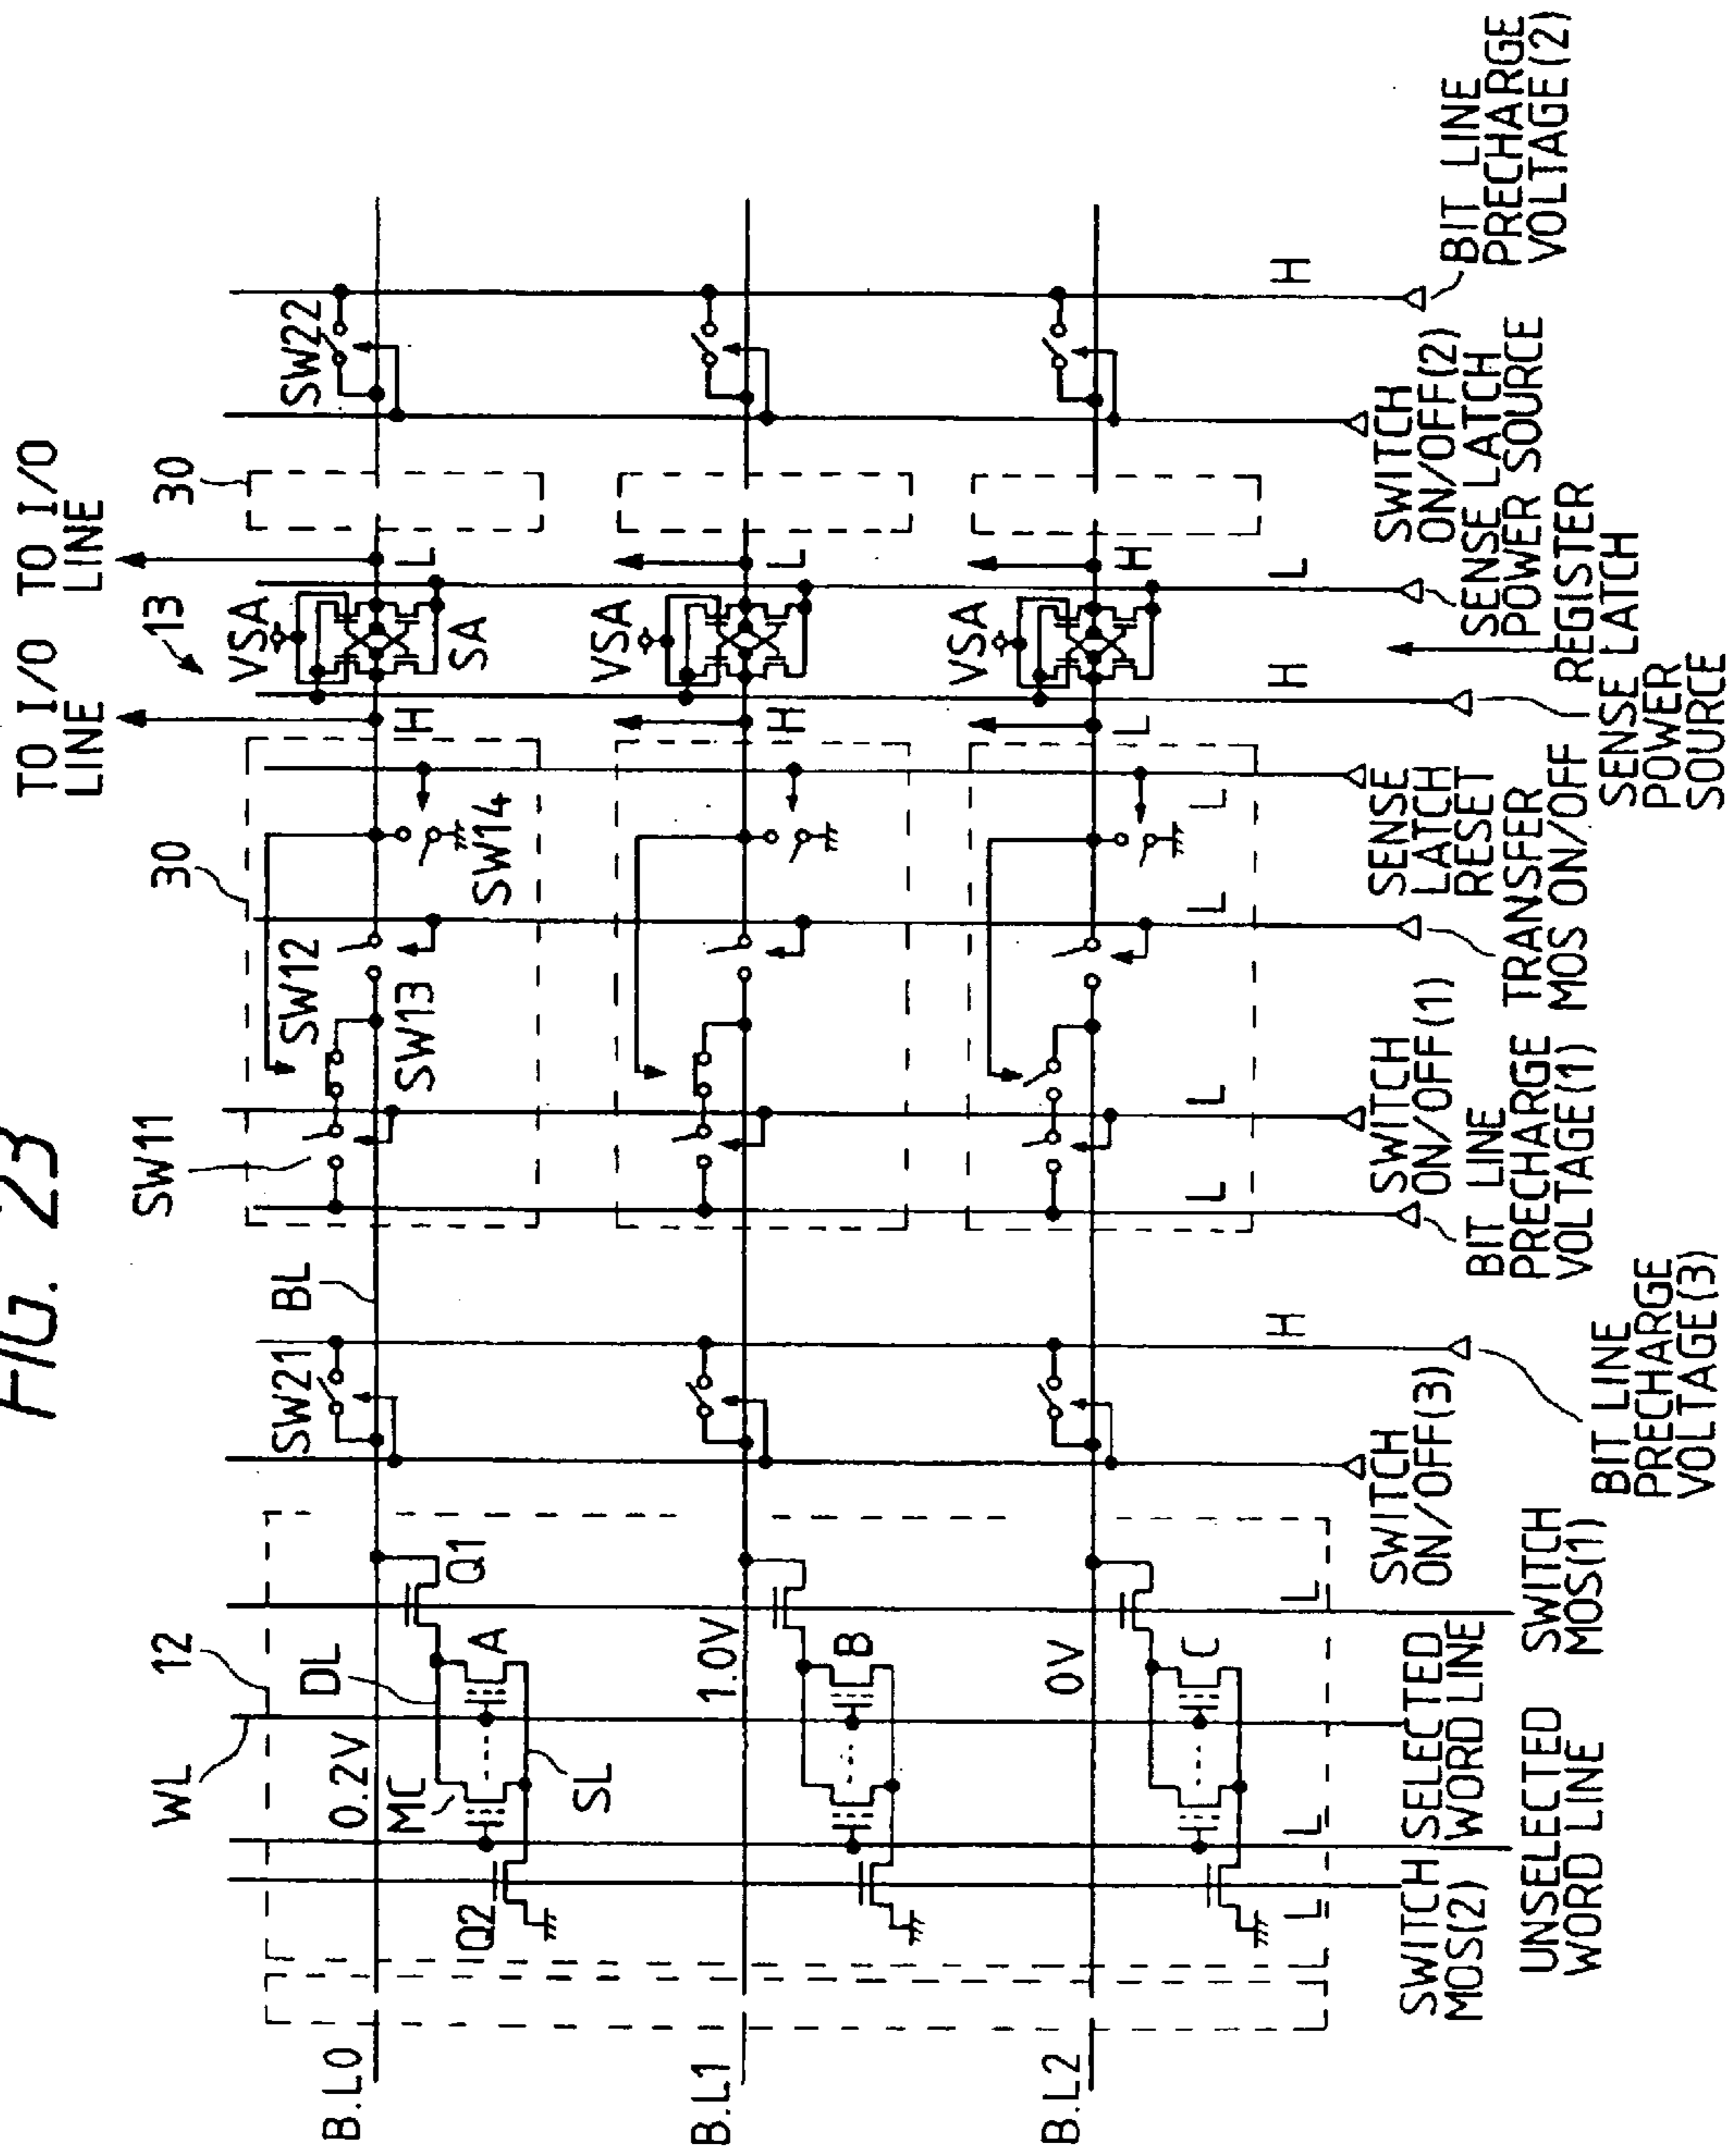 FIG. 23
TO I/O
LINE
TO I/O
LINE
SW11
30
13
30
WL
12
DL
BL
SW21
SW12
SW13
SW14
VSA
SA
SW22
B.L0
0.2V
MC
A
Q1
Q2
SL
H
L
B.L1
1.0V
B
VSA
H
L
B.L2
0V
C
VSA
L
H
L
L
L
H
L
L
L
L
H
L
H
SWITCH
MOS(2)
UNSELECTED
WORD LINE
SELECTED
WORD LINE
SWITCH
MOS(1)
SWITCH
ON/OFF(3)
BIT LINE
PRECHARGE
VOLTAGE(3)
BIT LINE
PRECHARGE
VOLTAGE(1)
SWITCH
ON/OFF(1)
TRANSFER
MOS ON/OFF
SENSE
LATCH
RESET
SENSE LATCH
POWER
SOURCE
REGISTER
SENSE LATCH
POWER SOURCE
SWITCH
ON/OFF(2)
BIT LINE
PRECHARGE
VOLTAGE(2)